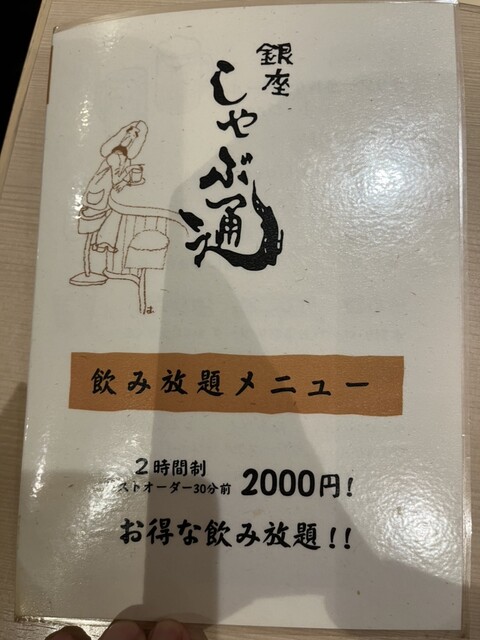 銀座
しゃぶ通
飲み放題メニュー
2時間制
ストオーダー30分前
2000円!
お得な飲み放題!!